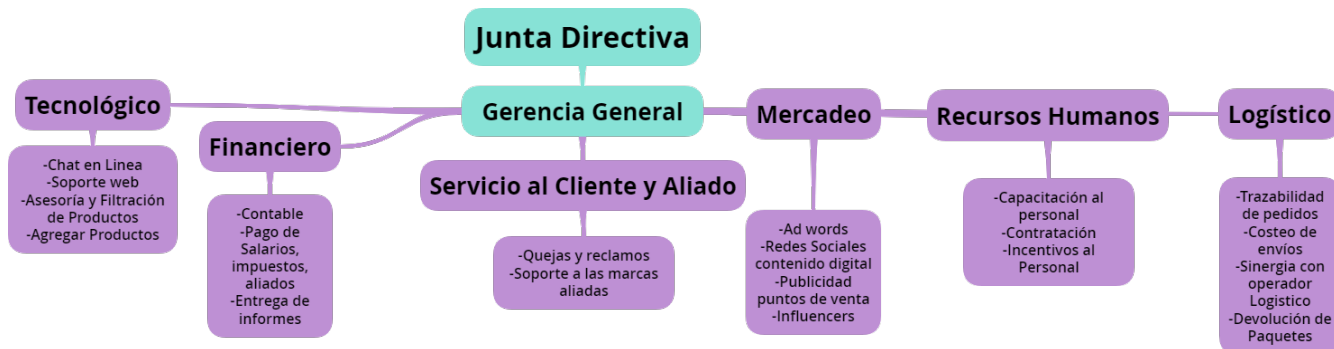 Junta Directiva
Gerencia General
Tecnológico
-Chat en Linea
-Soporte web
-Asesoría y Filtración
de Productos
-Agregar Productos
Financiero
-Contable
-Pago de
Salarios,
impuestos,
aliados
-Entrega de
informes
Servicio al Cliente y Aliado
-Quejas y reclamos
-Soporte a las marcas
aliadas
Mercadeo
-Ad words
-Redes Sociales
contenido digital
-Publicidad
puntos de venta
-Influencers
Recursos Humanos
-Capacitación al
personal
-Contratación
-Incentivos al
Personal
Logístico
-Trazabilidad
de pedidos
-Costeo de
envíos
-Sinergia con
operador
Logistico
-Devolución de
Paquetes